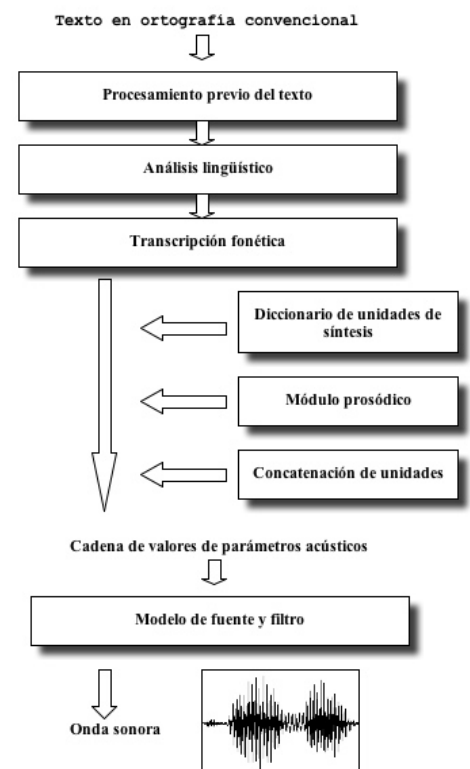 Texto en ortografía convencional
Procesamiento previo del texto
Análisis lingüístico
Transcripción fonética
Diccionario de unidades de
síntesis
Módulo prosódico
Concatenación de unidades
Cadena de valores de parámetros acústicos
Modelo de fuente y filtro
Onda sonora